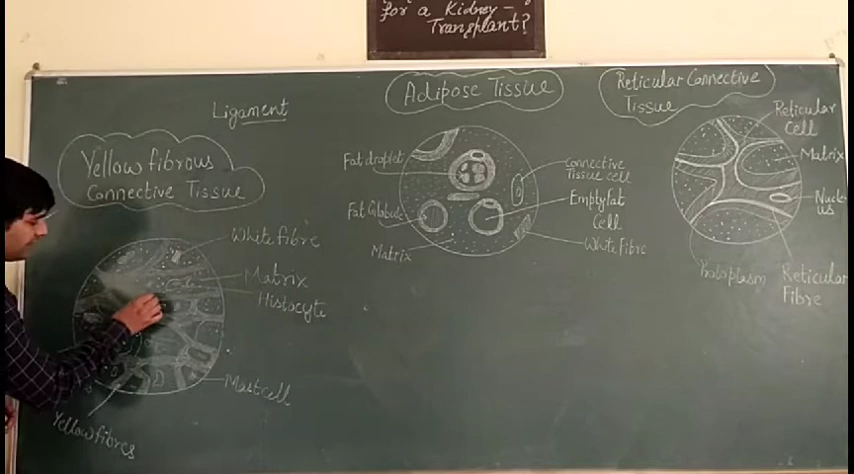 for a Kidney-
Transplant?
Ligament
Yellow fibrous
Connective Tissue
White fibre
Matrix
Histocyte
Mastcell
Yellow fibres
Adipose Tissue
Fat droplet
Fat Globule
Matrix
Connective
Tissue cell
Empty fat
Cell
White fibre
Reticular Connective
Tissue
Reticular
Cell
Matrix
Nucle-
us
Reticular
Fibre